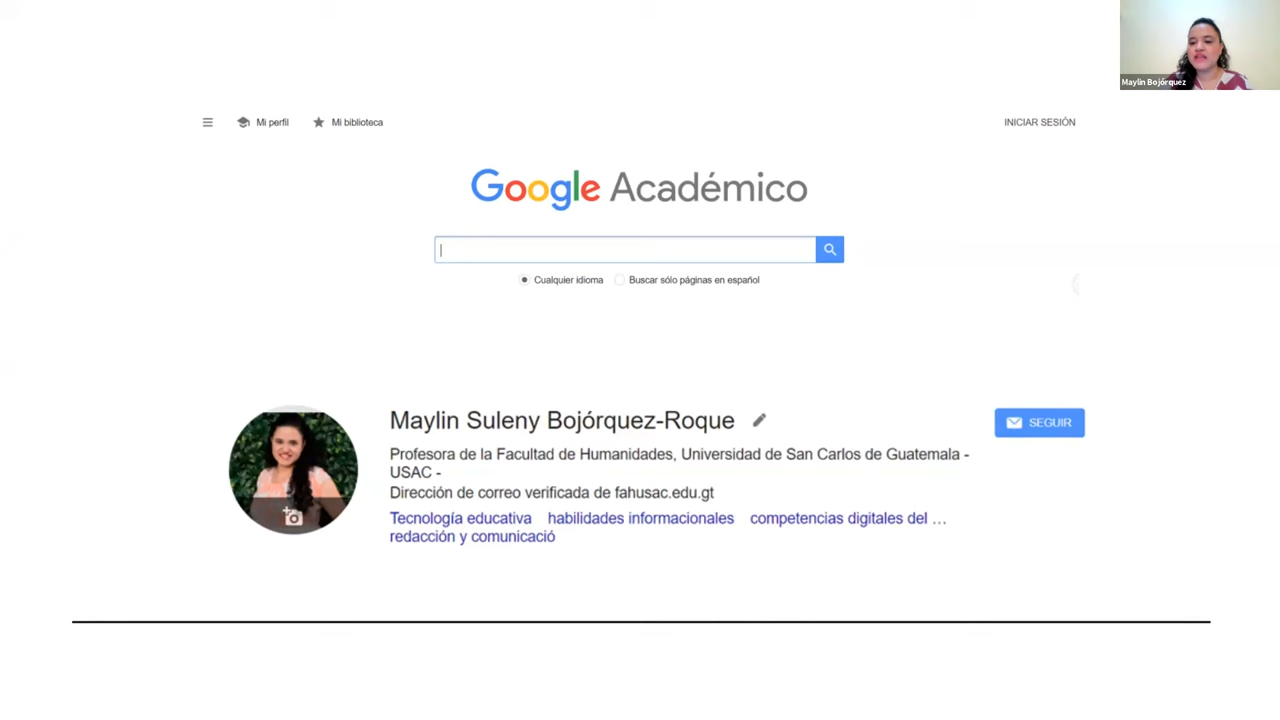 Maylin Bojórquez
Mi perfil Mi biblioteca INICIAR SESIÓN
Google Académico
Cualquier idioma Buscar sólo páginas en español
Maylin Suleny Bojórquez-Roque
SEGUIR
Profesora de la Facultad de Humanidades, Universidad de San Carlos de Guatemala -
USAC -
Dirección de correo verificada de fahusac.edu.gt
Tecnología educativa habilidades informacionales competencias digitales del ...
redacción y comunicació